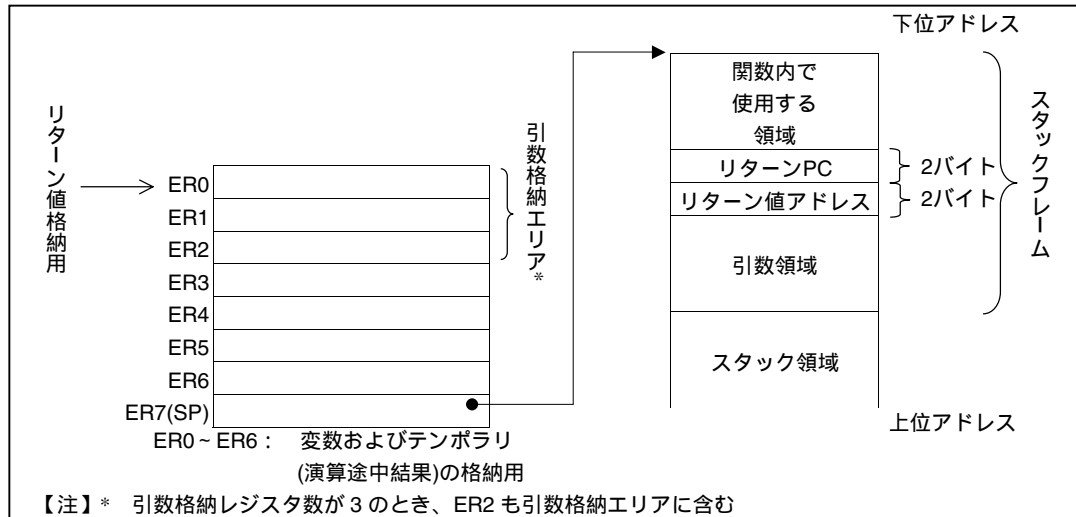 下位アドレス
リターン値格納用
ER0
ER1
ER2
ER3
ER4
ER5
ER6
ER7(SP)
引数格納エリア*
関数内で
使用する
領域
リターンPC
2バイト
リターン値アドレス
2バイト
引数領域
スタック領域
スタックフレーム
上位アドレス
ER0~ER6： 変数およびテンポラリ
(演算途中結果)の格納用
【注】* 引数格納レジスタ数が 3 のとき、ER2 も引数格納エリアに含む